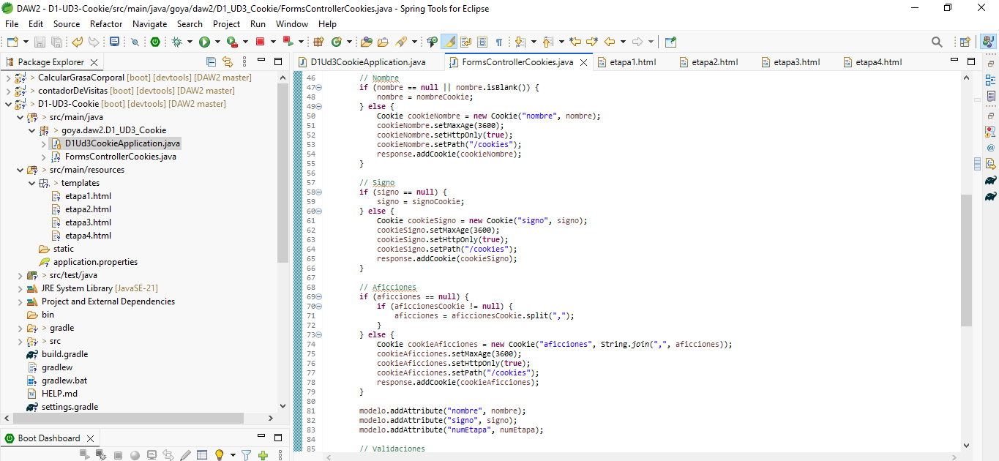 DAW2 - D1-UD3-Cookie/src/main/java/goya/daw2/D1_UD3_Cookie/FormsControllerCookies.java - Spring Tools for Eclipse
File Edit Source Refactor Navigate Search Project Run Window Help
Package Explorer
> CalcularGrasaCorporal [boot] [devtools] [DAW2 master]
> contadorDeVisitas [boot] [devtools] [DAW2 master]
> D1-UD3-Cookie [boot] [devtools] [DAW2 master]
> src/main/java
> goya.daw2.D1_UD3_Cookie
D1Ud3CookieApplication.java
FormsControllerCookies.java
> src/main/resources
> templates
etapa1.html
etapa2.html
etapa3.html
etapa4.html
static
application.properties
> src/test/java
JRE System Library [JavaSE-21]
Project and External Dependencies
bin
> gradle
> src
build.gradle
gradlew
gradlew.bat
HELP.md
settings.gradle
Boot Dashboard
D1Ud3CookieApplication.java FormsControllerCookies.java etapa1.html etapa2.html etapa3.html etapa4.html
46 // Nombre
47 if (nombre == null || nombre.isBlank()) {
48 nombre = nombreCookie;
49 } else {
50 Cookie cookieNombre = new Cookie("nombre", nombre);
51 cookieNombre.setMaxAge(3600);
52 cookieNombre.setHttpOnly(true);
53 cookieNombre.setPath("/cookies");
54 response.addCookie(cookieNombre);
55 }
56
57 // Signo
58 if (signo == null) {
59 signo = signoCookie;
60 } else {
61 Cookie cookieSigno = new Cookie("signo", signo);
62 cookieSigno.setMaxAge(3600);
63 cookieSigno.setHttpOnly(true);
64 cookieSigno.setPath("/cookies");
65 response.addCookie(cookieSigno);
66 }
67
68 // Aficciones
69 if (aficciones == null) {
70 if (aficcionesCookie != null) {
71 aficciones = aficcionesCookie.split(",");
72 }
73 } else {
74 Cookie cookieAficciones = new Cookie("aficciones", String.join(",", aficciones));
75 cookieAficciones.setMaxAge(3600);
76 cookieAficciones.setHttpOnly(true);
77 cookieAficciones.setPath("/cookies");
78 response.addCookie(cookieAficciones);
79 }
80
81 modelo.addAttribute("nombre", nombre);
82 modelo.addAttribute("signo", signo);
83 modelo.addAttribute("numEtapa", numEtapa);
84
85 // Validaciones